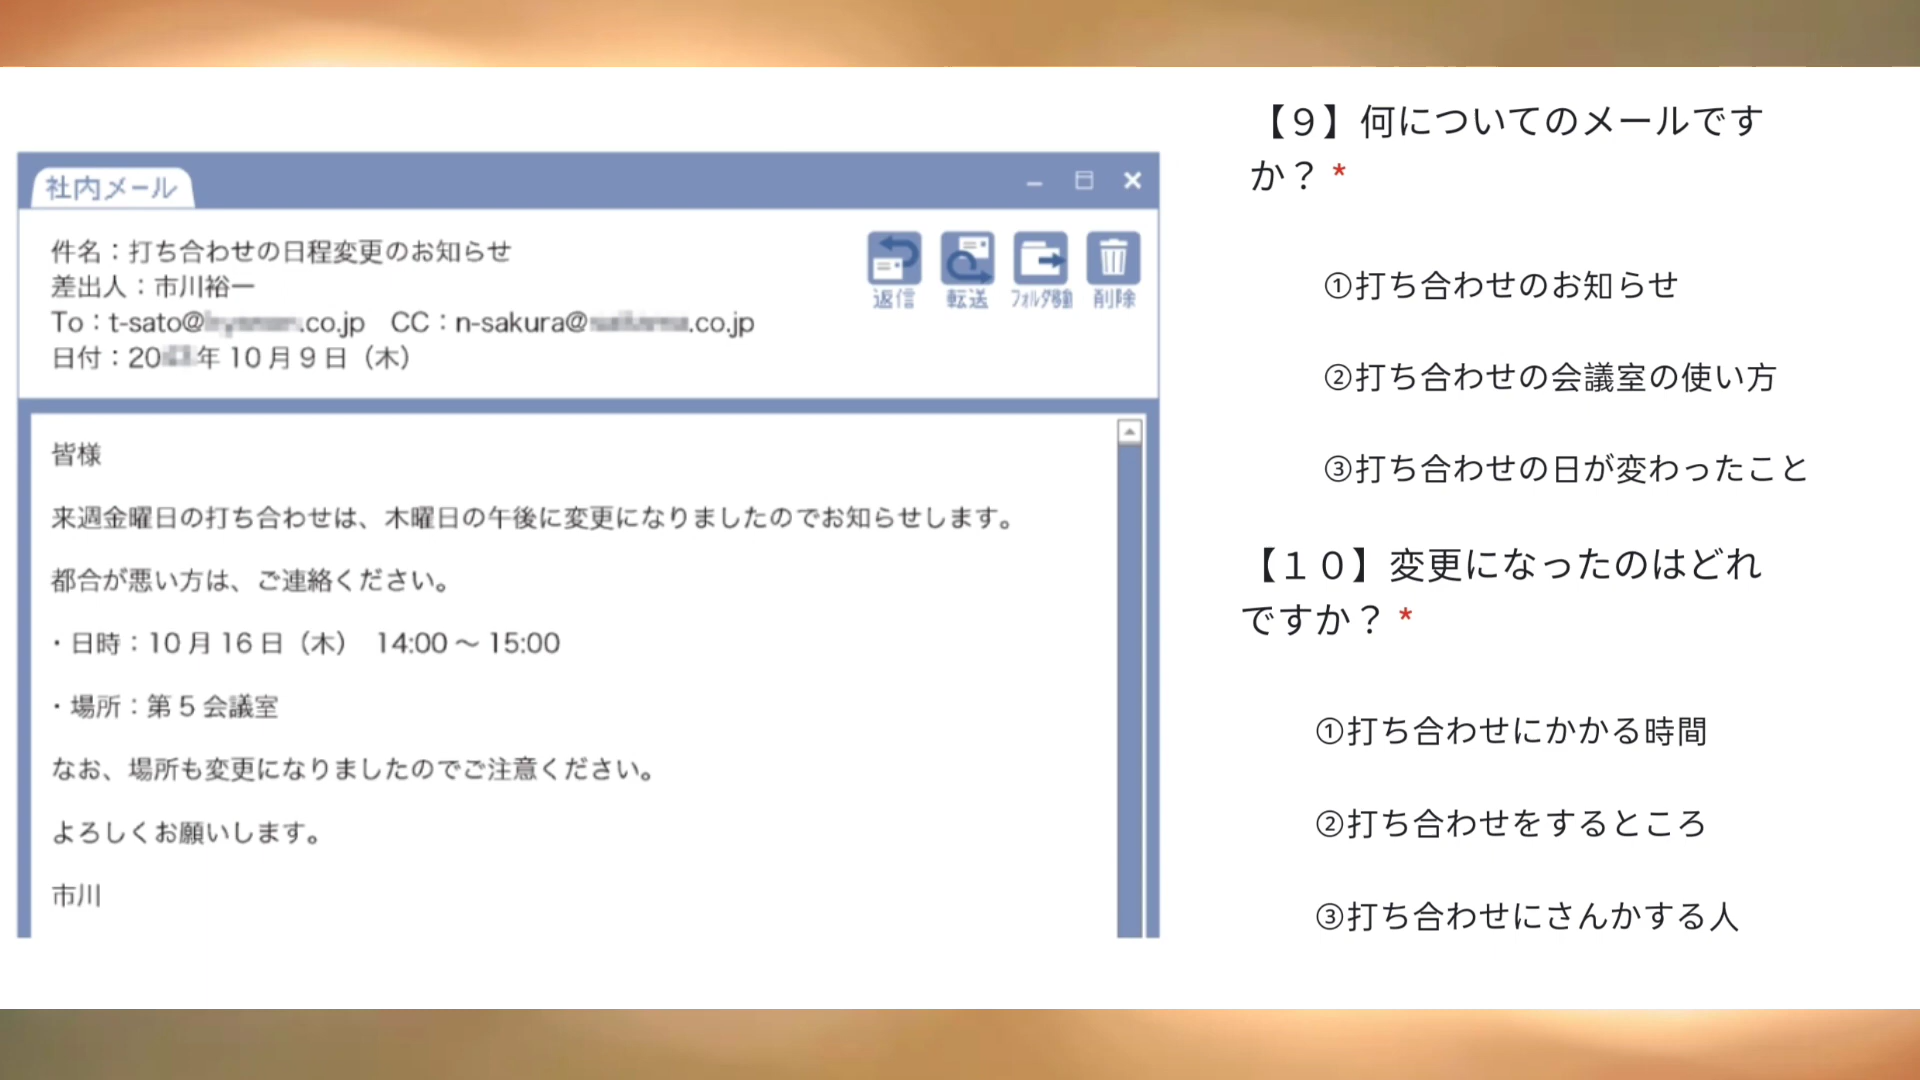 社内メール
件名：打ち合わせの日程変更のお知らせ
差出人：市川裕一
To：t-sato@ .co.jp　CC：n-sakura@ .co.jp
日付：20 年 10 月 9 日（木）
返信
転送
フォルダ移動
削除
皆様
来週金曜日の打ち合わせは、木曜日の午後に変更になりましたのでお知らせします。
都合が悪い方は、ご連絡ください。
・日時：10 月 16 日（木）　14:00 ～ 15:00
・場所：第 5 会議室
なお、場所も変更になりましたのでご注意ください。
よろしくお願いします。
市川
【９】何についてのメールです
か？ *
①打ち合わせのお知らせ
②打ち合わせの会議室の使い方
③打ち合わせの日が変わったこと
【１０】変更になったのはどれ
ですか？ *
①打ち合わせにかかる時間
②打ち合わせをするところ
③打ち合わせにさんかする人